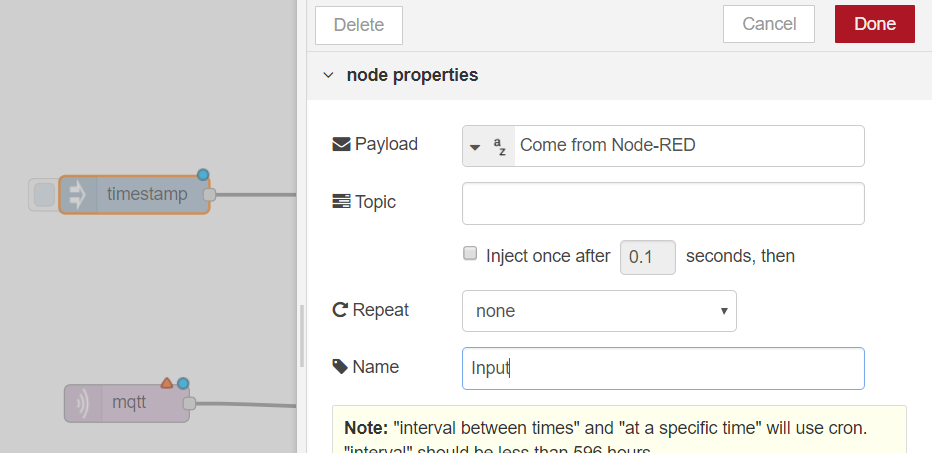 Delete
Cancel
Done
node properties
Payload
az
Come from Node-RED
timestamp
Topic
Inject once after 0.1 seconds, then
Repeat
none
Name
Input
mqtt
Note: "interval between times" and "at a specific time" will use cron.
"interval" should be less than 596 hours